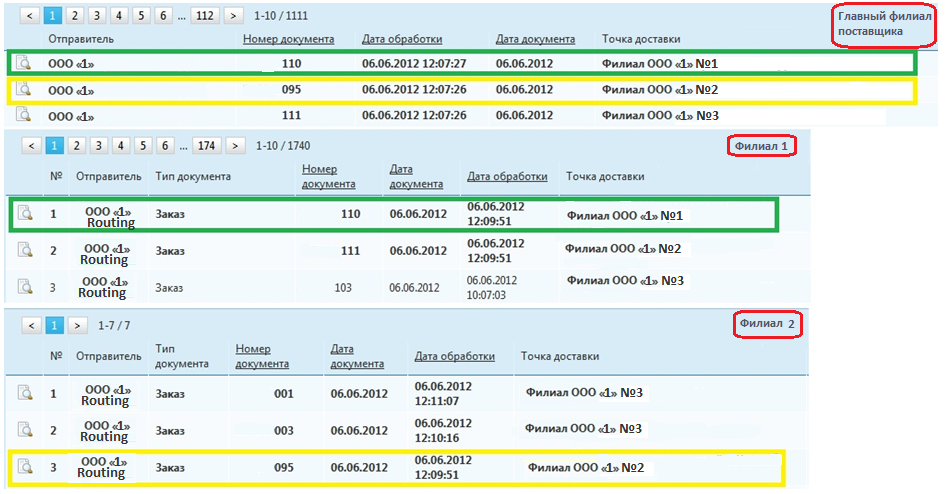 < 1 2 3 4 5 6 ... 112 > 1-10 / 1111
Главный филиал
поставщика
Отправитель Номер документа Дата обработки Дата документа Точка доставки
ООО «1» 110 06.06.2012 12:07:27 06.06.2012 Филиал ООО «1» №1
ООО «1» 095 06.06.2012 12:07:26 06.06.2012 Филиал ООО «1» №2
ООО «1» 111 06.06.2012 12:07:26 06.06.2012 Филиал ООО «1» №3
< 1 2 3 4 5 6 ... 174 > 1-10 / 1740 Филиал 1
№ Отправитель Тип документа Номер документа Дата документа Дата обработки Точка доставки
1 ООО «1» Routing Заказ 110 06.06.2012 06.06.2012 12:09:51 Филиал ООО «1» №1
2 ООО «1» Routing Заказ 111 06.06.2012 06.06.2012 12:09:51 Филиал ООО «1» №2
3 ООО «1» Routing Заказ 103 06.06.2012 06.06.2012 10:07:03 Филиал ООО «1» №3
< 1 > 1-7 / 7 Филиал 2
№ Отправитель Тип документа Номер документа Дата документа Дата обработки Точка доставки
1 ООО «1» Routing Заказ 001 06.06.2012 06.06.2012 12:11:07 Филиал ООО «1» №3
2 ООО «1» Routing Заказ 003 06.06.2012 06.06.2012 12:10:16 Филиал ООО «1» №3
3 ООО «1» Routing Заказ 095 06.06.2012 06.06.2012 12:09:51 Филиал ООО «1» №2